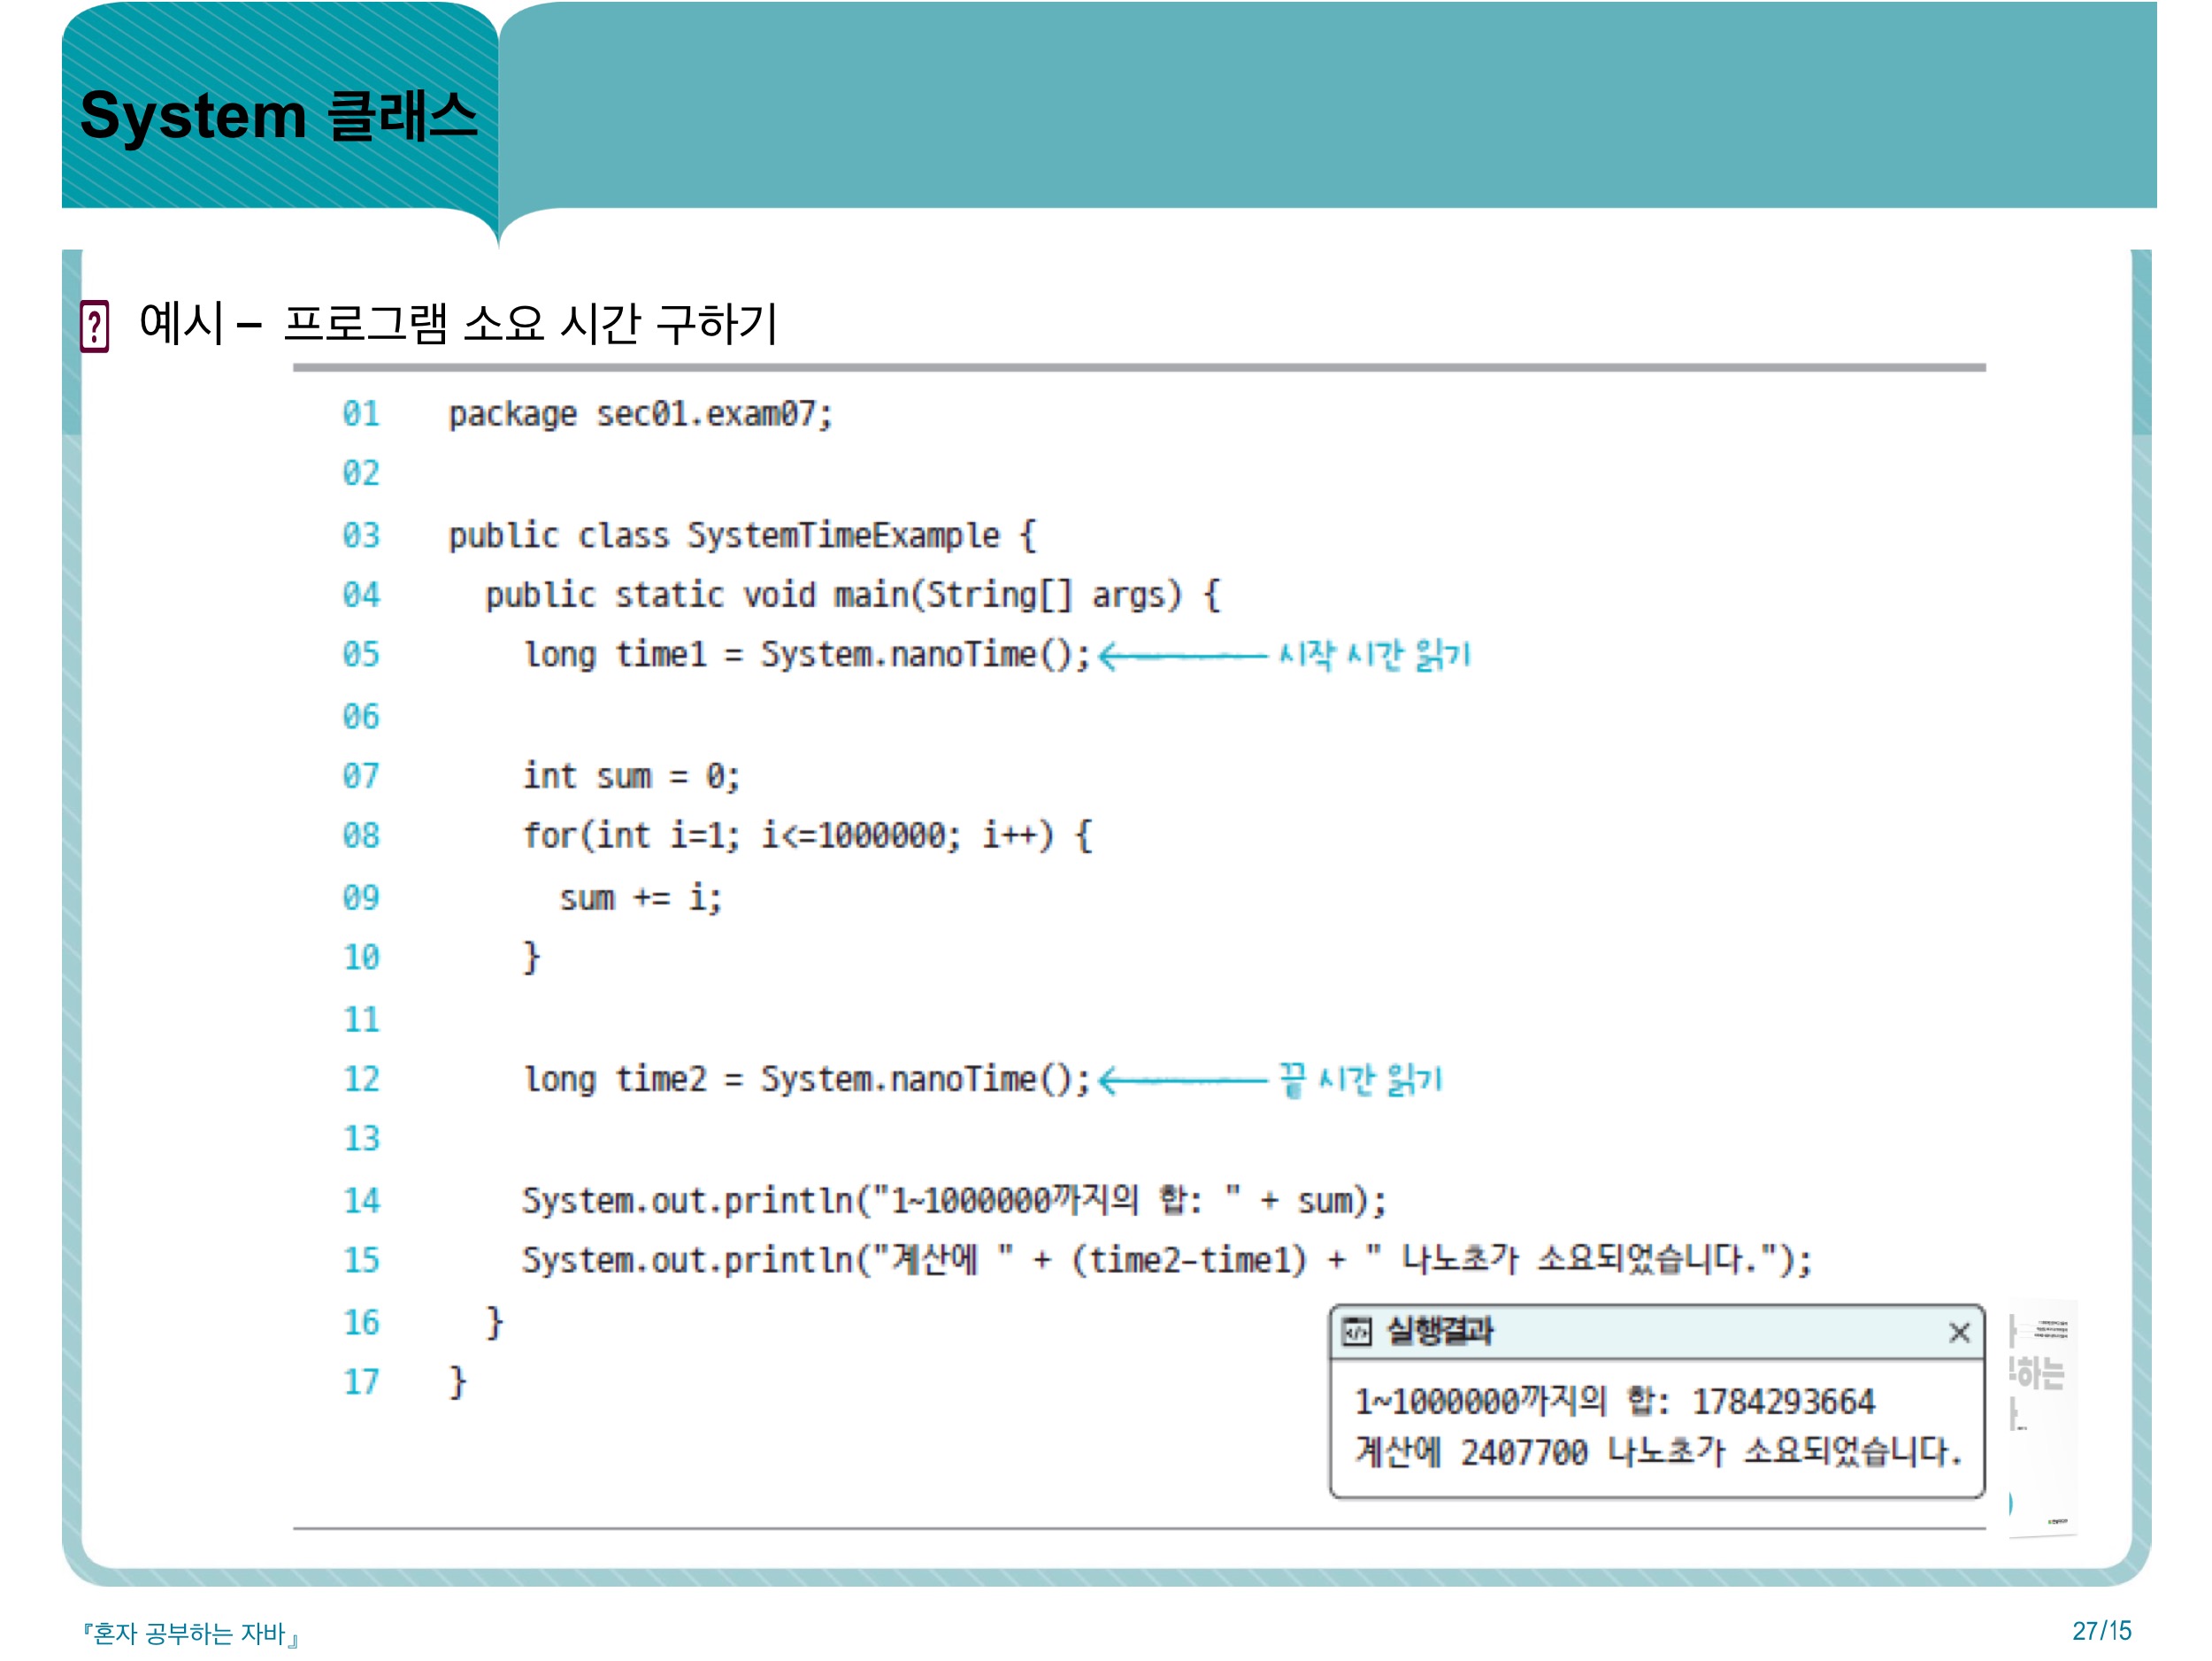 System 클래스
예시 – 프로그램 소요 시간 구하기
01 package sec01.exam07;
02
03 public class SystemTimeExample {
04 public static void main(String[] args) {
05 long time1 = System.nanoTime(); 시작 시간 읽기
06
07 int sum = 0;
08 for(int i=1; i<=1000000; i++) {
09 sum += i;
10 }
11
12 long time2 = System.nanoTime(); 끝 시간 읽기
13
14 System.out.println("1~1000000까지의 합: " + sum);
15 System.out.println("계산에 " + (time2-time1) + " 나노초가 소요되었습니다.");
16 }
17 }
실행결과
1~1000000까지의 합: 1784293664
계산에 2407700 나노초가 소요되었습니다.
하는
『혼자 공부하는 자바』
27/15